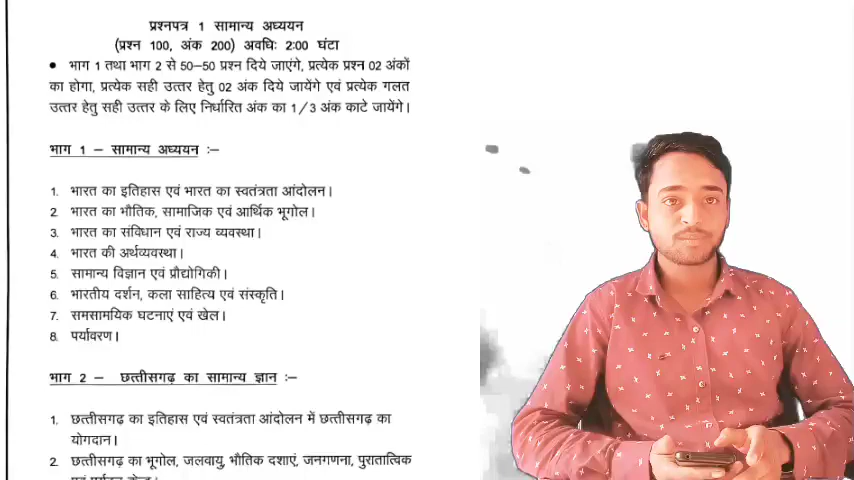 प्रश्नपत्र 1 सामान्य अध्ययन
(प्रश्न 100, अंक 200) अवधिः 2:00 घंटा
• भाग 1 तथा भाग 2 से 50–50 प्रश्न दिये जाएंगे, प्रत्येक प्रश्न 02 अंकों
का होगा, प्रत्येक सही उत्तर हेतु 02 अंक दिये जायेंगे एवं प्रत्येक गलत
उत्तर हेतु सही उत्तर के लिए निर्धारित अंक का 1/3 अंक काटे जायेंगे।
भाग 1 – सामान्य अध्ययन :–
1. भारत का इतिहास एवं भारत का स्वतंत्रता आंदोलन।
2. भारत का भौतिक, सामाजिक एवं आर्थिक भूगोल।
3. भारत का संविधान एवं राज्य व्यवस्था।
4. भारत की अर्थव्यवस्था।
5. सामान्य विज्ञान एवं प्रौद्योगिकी।
6. भारतीय दर्शन, कला साहित्य एवं संस्कृति।
7. समसामयिक घटनाएं एवं खेल।
8. पर्यावरण।
भाग 2 – छत्तीसगढ़ का सामान्य ज्ञान :–
1. छत्तीसगढ़ का इतिहास एवं स्वतंत्रता आंदोलन में छत्तीसगढ़ का
योगदान।
2. छत्तीसगढ़ का भूगोल, जलवायु, भौतिक दशाएं, जनगणना, पुरातात्विक